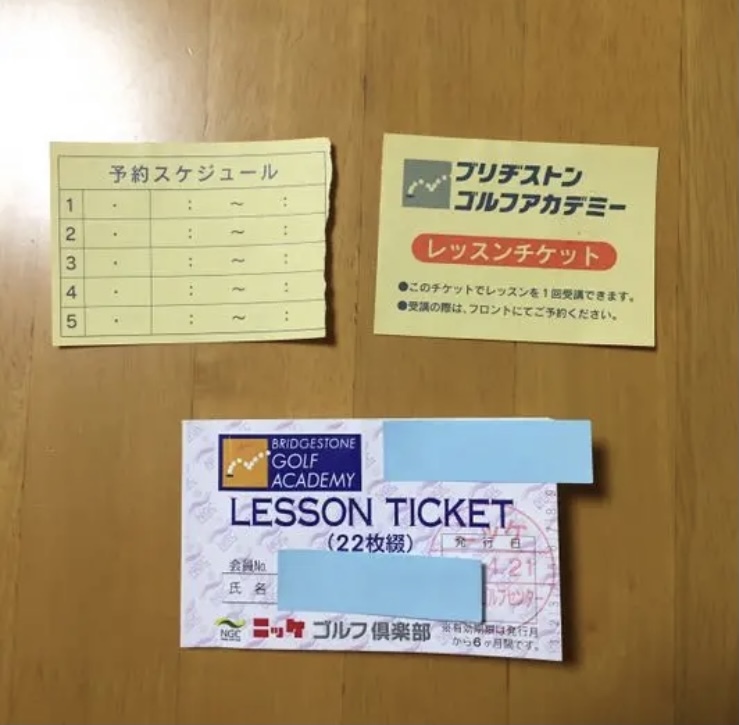 予約スケジュール
1 ・ : ~ :
2 ・ : ~ :
3 ・ : ~ :
4 ・ : ~ :
5 ・ : ~ :
ブリヂストン
ゴルフアカデミー
レッスンチケット
●このチケットでレッスンを1回受講できます。
●受講の際は、フロントにてご予約ください。
BRIDGESTONE
GOLF
ACADEMY
LESSON TICKET
(22枚綴)
発行日
会員No.
氏名
4.21
ニッケ
NGC
ニッケ ゴルフ倶楽部
※有効期限は発行月
から6ヶ月間です。